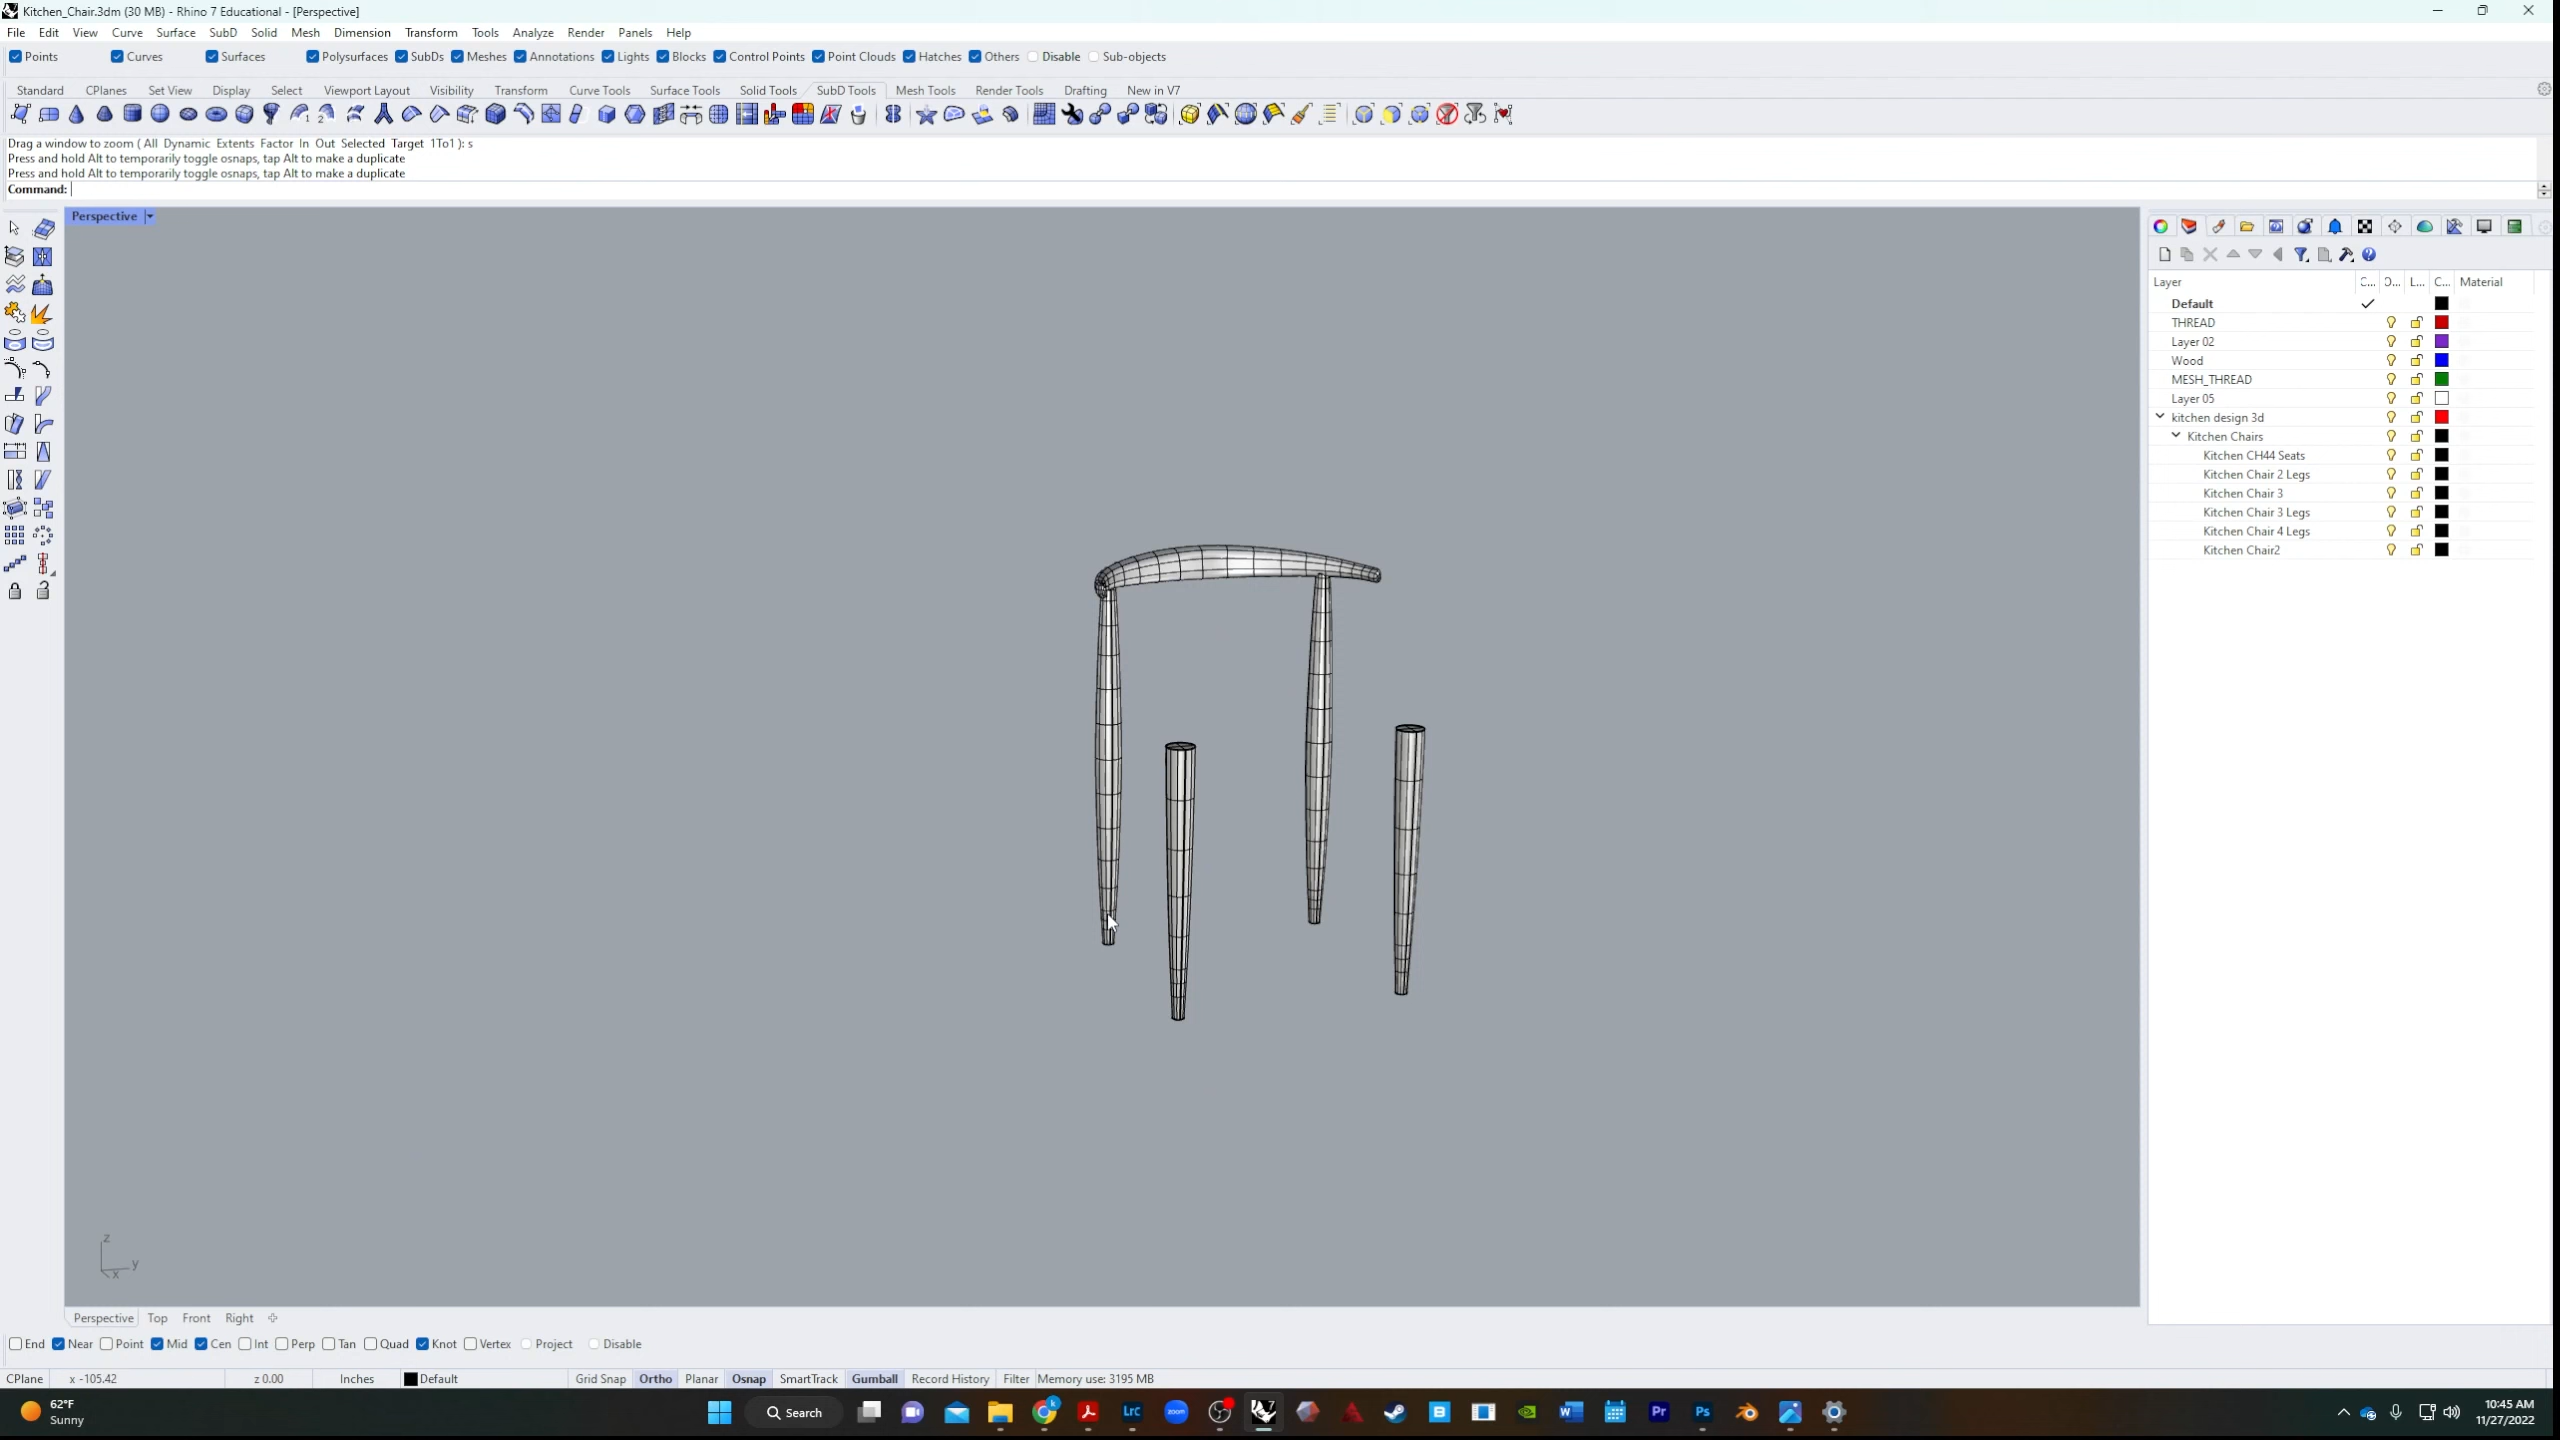 Kitchen_Chair.3dm (30 MB) - Rhino 7 Educational - [Perspective]
File Edit View Curve Surface SubD Solid Mesh Dimension Transform Tools Analyze Render Panels Help
Points Curves Surfaces Polysurfaces SubDs Meshes Annotations Lights Blocks Control Points Point Clouds Hatches Others Disable Sub-objects
Standard CPlanes Set View Display Select Viewport Layout Visibility Transform Curve Tools Surface Tools Solid Tools SubD Tools Mesh Tools Render Tools Drafting New in V7
Drag a window to zoom ( All Dynamic Extents Factor In Out Selected Target 1To1 ): s
Press and hold Alt to temporarily toggle osnaps, tap Alt to make a duplicate
Press and hold Alt to temporarily toggle osnaps, tap Alt to make a duplicate
Command:
Perspective
Layer C... O... L... C... Material
Default
THREAD
Layer 02
Wood
MESH_THREAD
Layer 05
kitchen design 3d
Kitchen Chairs
Kitchen CH44 Seats
Kitchen Chair 2 Legs
Kitchen Chair 3
Kitchen Chair 3 Legs
Kitchen Chair 4 Legs
Kitchen Chair2
z
y
x
Perspective Top Front Right
End Near Point Mid Cen Int Perp Tan Quad Knot Vertex Project Disable
CPlane x -105.42 z 0.00 Inches Default Grid Snap Ortho Planar Osnap SmartTrack Gumball Record History Filter Memory use: 3195 MB
62°F
Sunny
Search
Lrc
zoom
Pr
Ps
10:45 AM
11/27/2022